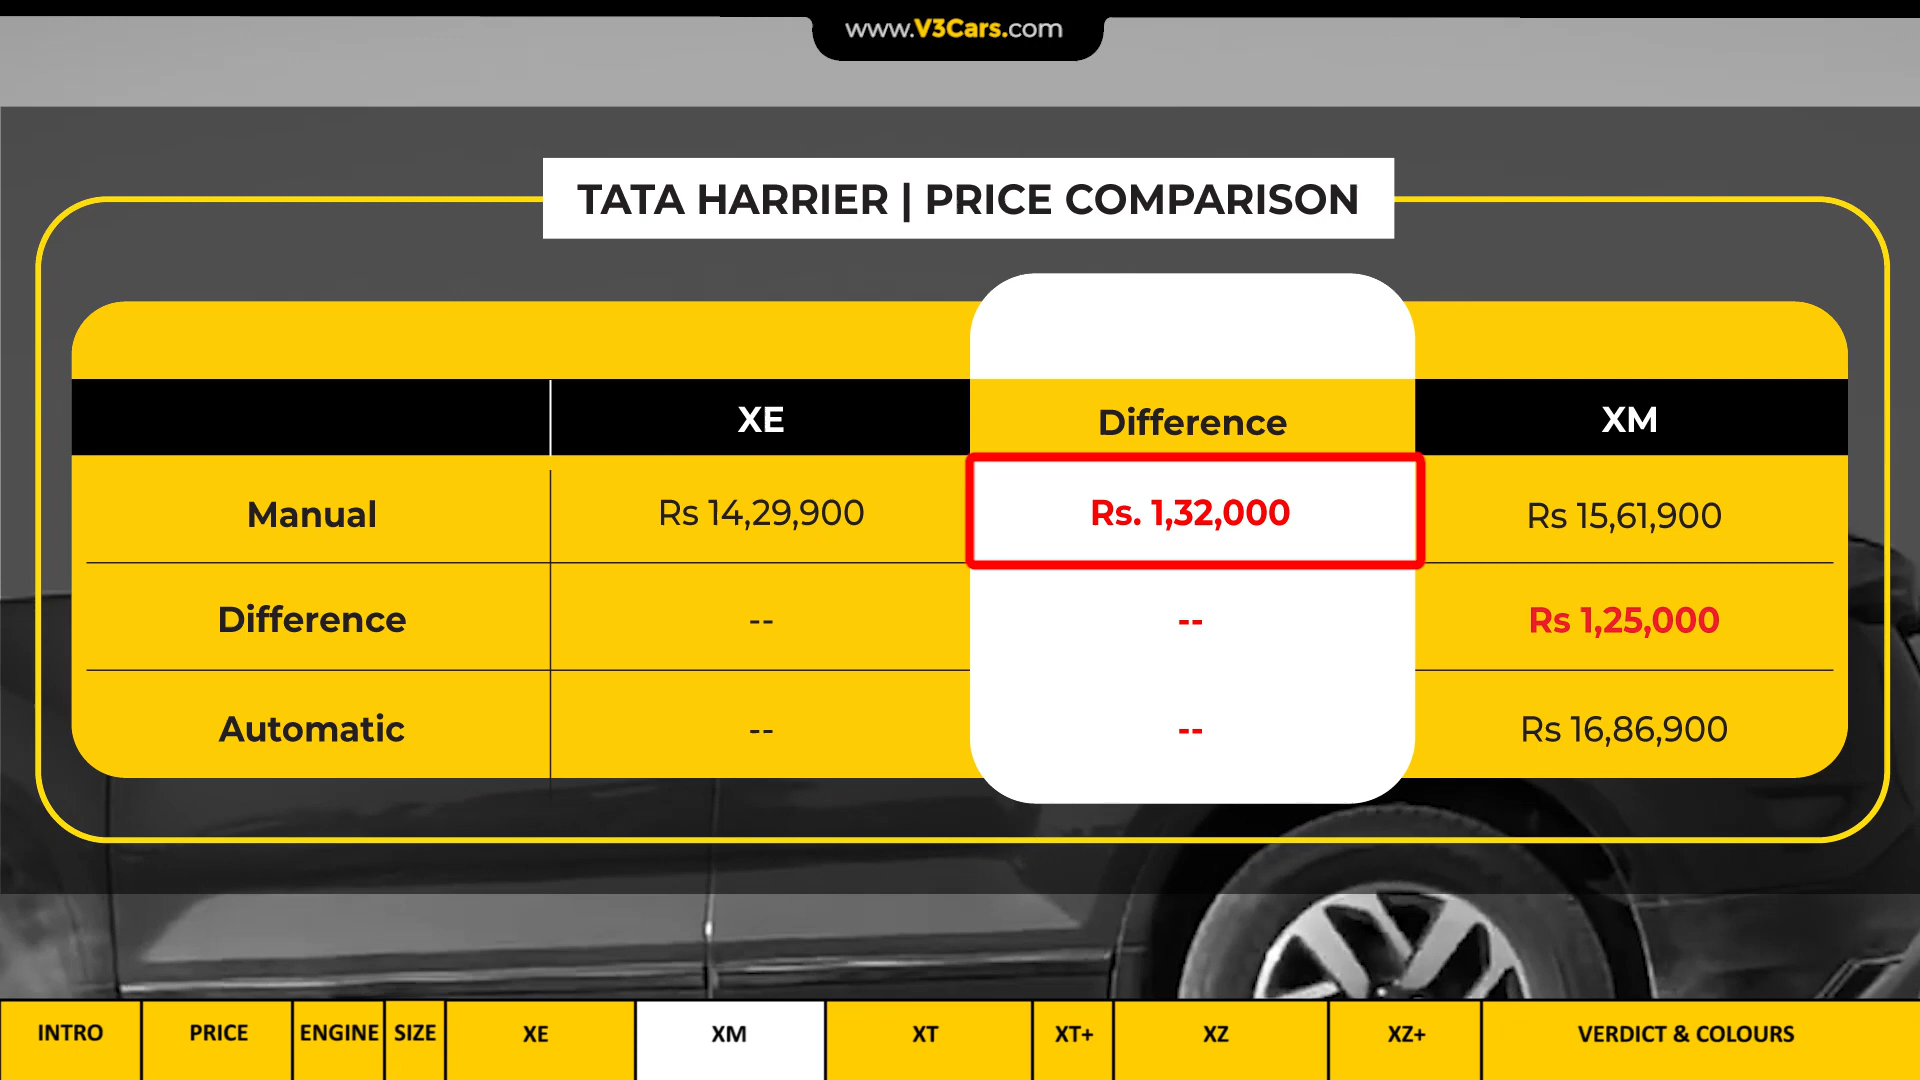 www.V3Cars.com
TATA HARRIER | PRICE COMPARISON
XE Difference XM
Manual Rs 14,29,900 Rs. 1,32,000 Rs 15,61,900
Difference -- -- Rs 1,25,000
Automatic -- -- Rs 16,86,900
INTRO PRICE ENGINE SIZE XE XM XT XT+ XZ XZ+ VERDICT & COLOURS